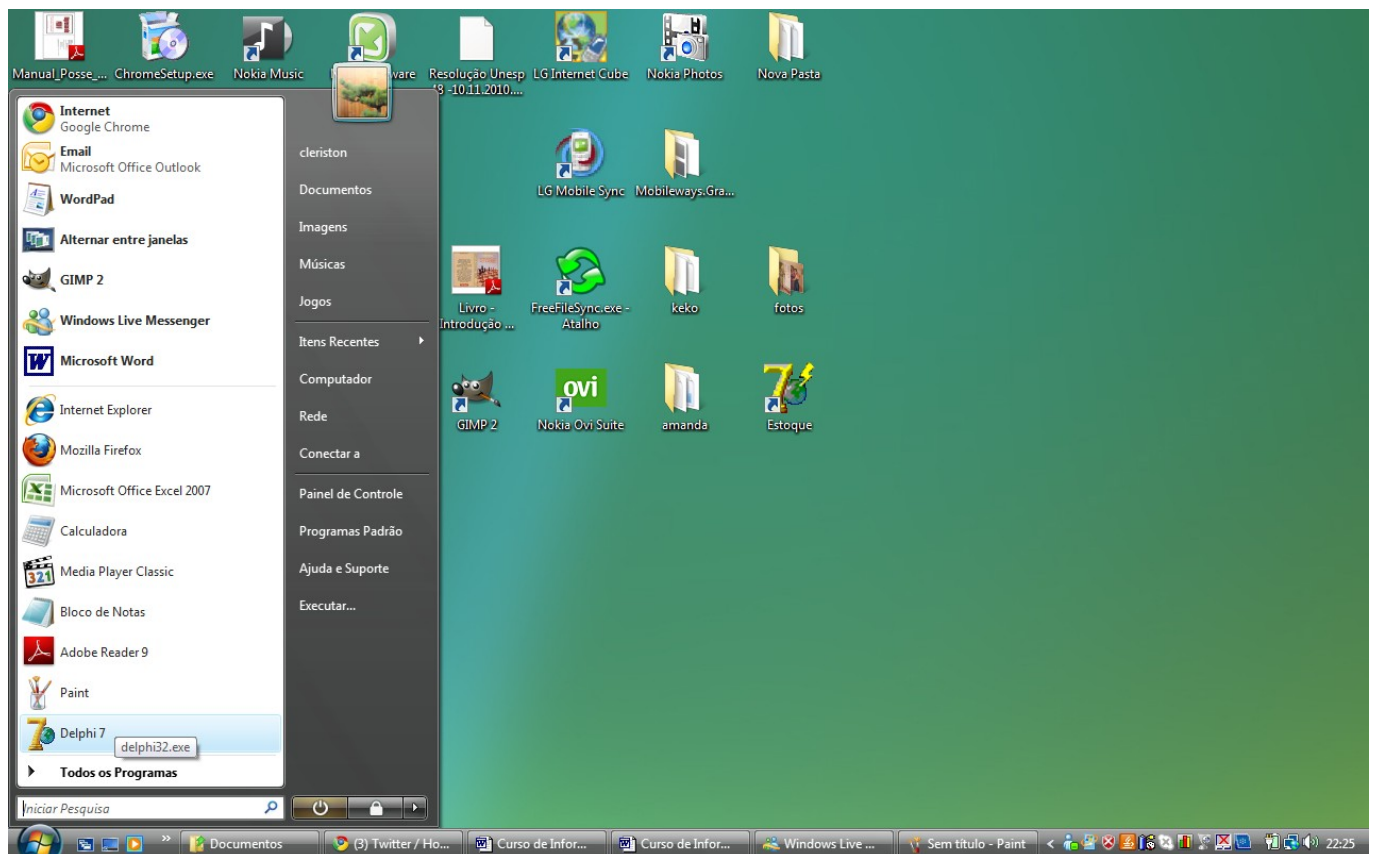 Manual_Posse_...
ChromeSetup.exe
Nokia Music
ware
Resolução Unesp
48 -10.11.2010....
LG Internet Cube
Nokia Photos
Nova Pasta
LG Mobile Sync
Mobileways.Gra...
Livro -
Introdução ...
FreeFileSync.exe -
Atalho
keko
fotos
GIMP 2
Nokia Ovi Suite
ovi
amanda
Estoque
Internet
Google Chrome
Email
Microsoft Office Outlook
WordPad
Alternar entre janelas
GIMP 2
Windows Live Messenger
Microsoft Word
Internet Explorer
Mozilla Firefox
Microsoft Office Excel 2007
Calculadora
321
Media Player Classic
Bloco de Notas
Adobe Reader 9
Paint
Delphi 7
delphi32.exe
Todos os Programas
Iniciar Pesquisa
cleriston
Documentos
Imagens
Músicas
Jogos
Itens Recentes
Computador
Rede
Conectar a
Painel de Controle
Programas Padrão
Ajuda e Suporte
Executar...
Documentos
(3) Twitter / Ho...
Curso de Infor...
Curso de Infor...
Windows Live ...
Sem título - Paint
22:25